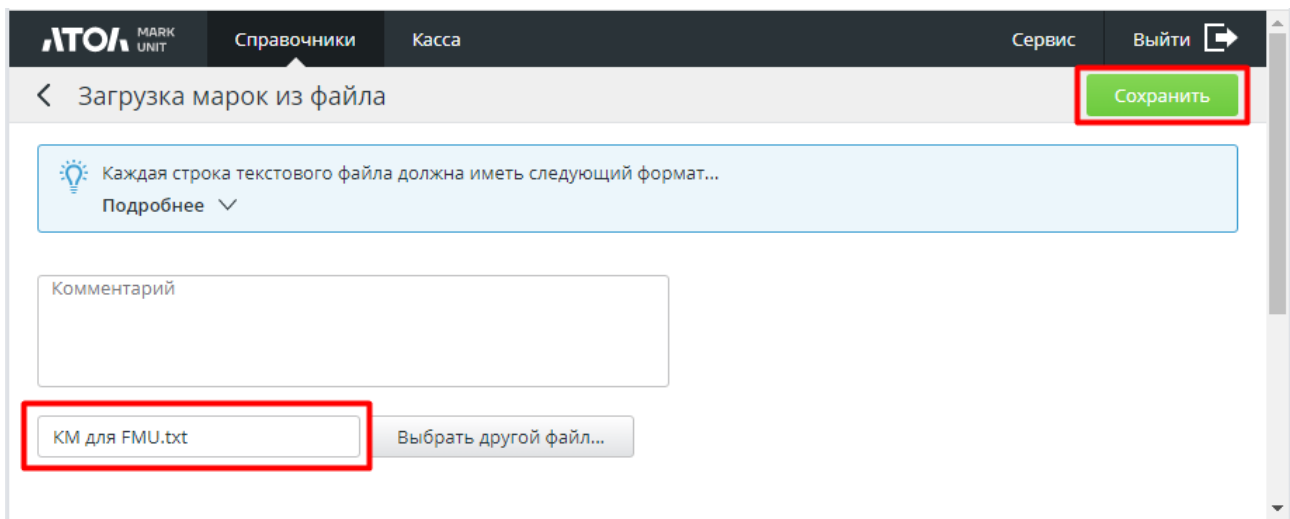 АТОЛ MARK UNIT Справочники Касса Сервис Выйти
Загрузка марок из файла Сохранить
Каждая строка текстового файла должна иметь следующий формат...
Подробнее
Комментарий
КМ для FMU.txt Выбрать другой файл...